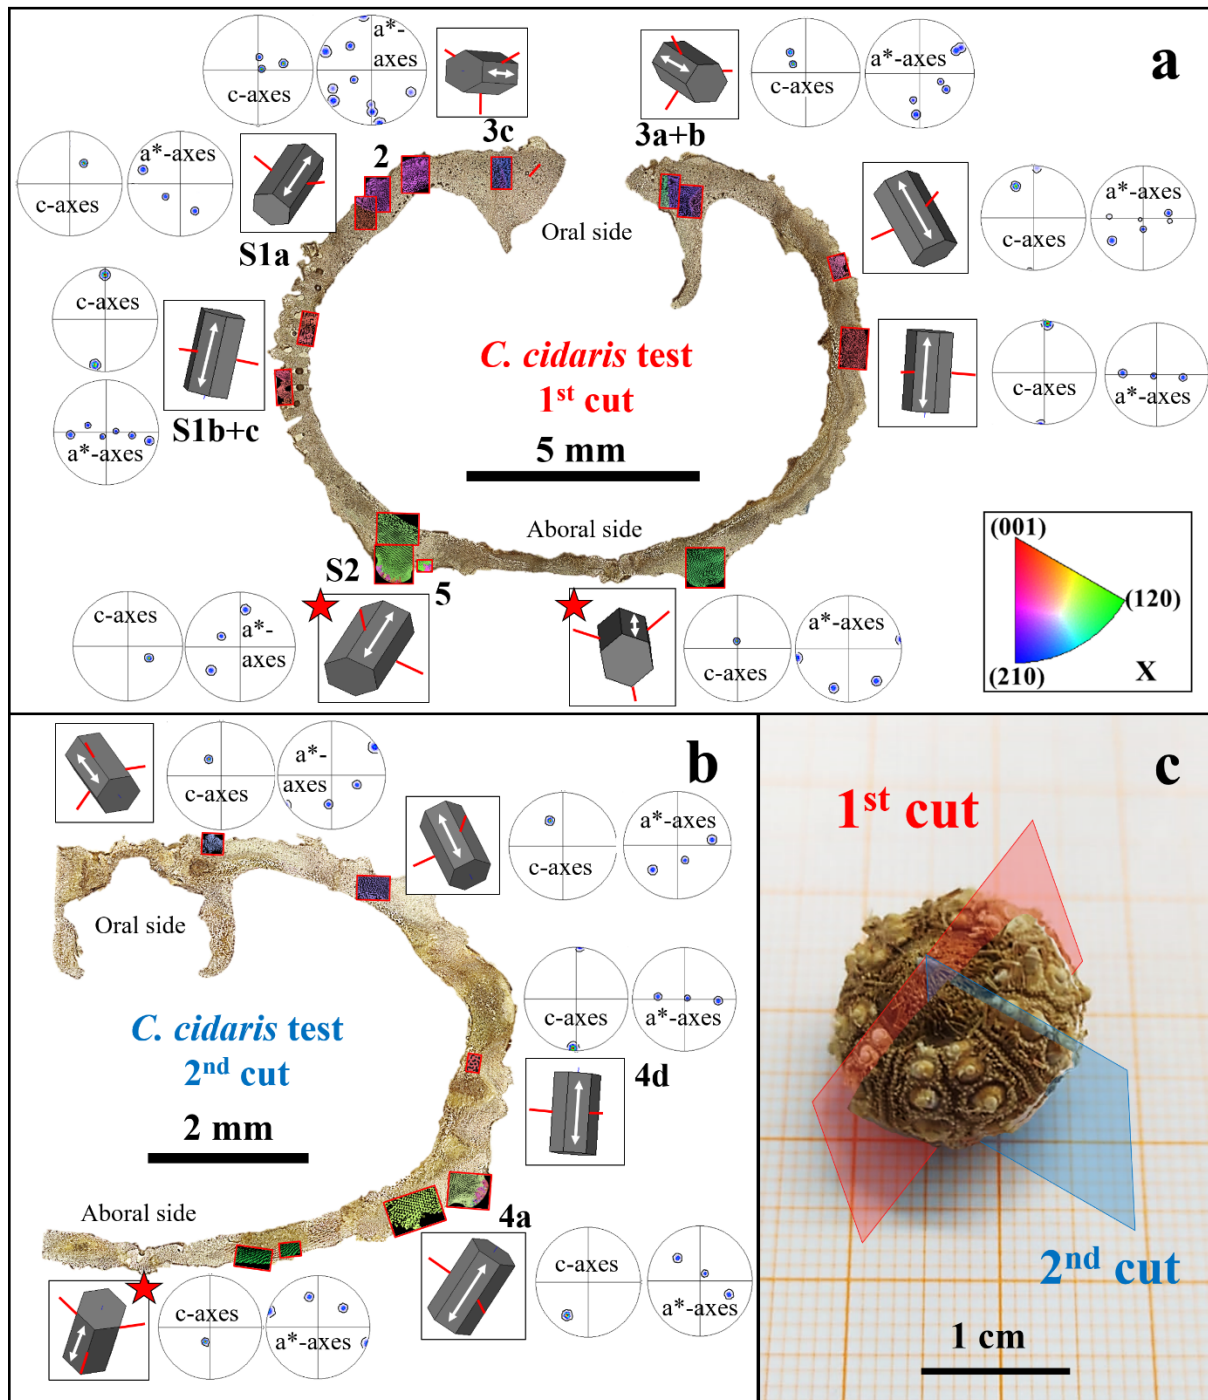 a
a*-
axes
c-axes
3c
3a+b
c-axes
a*-axes
c-axes
a*-axes
2
S1a
Oral side
c-axes
a*-axes
c-axes
a*-axes
S1b+c
C. cidaris test
1st cut
5 mm
c-axes
a*-axes
Aboral side
S2
5
c-axes
a*-
axes
c-axes
a*-axes
(001)
(120)
(210)
X
b
c-axes
a*-
axes
c-axes
a*-axes
Oral side
C. cidaris test
2nd cut
2 mm
c-axes
a*-axes
4d
Aboral side
4a
c-axes
a*-axes
c-axes
a*-axes
c
1st cut
2nd cut
1 cm